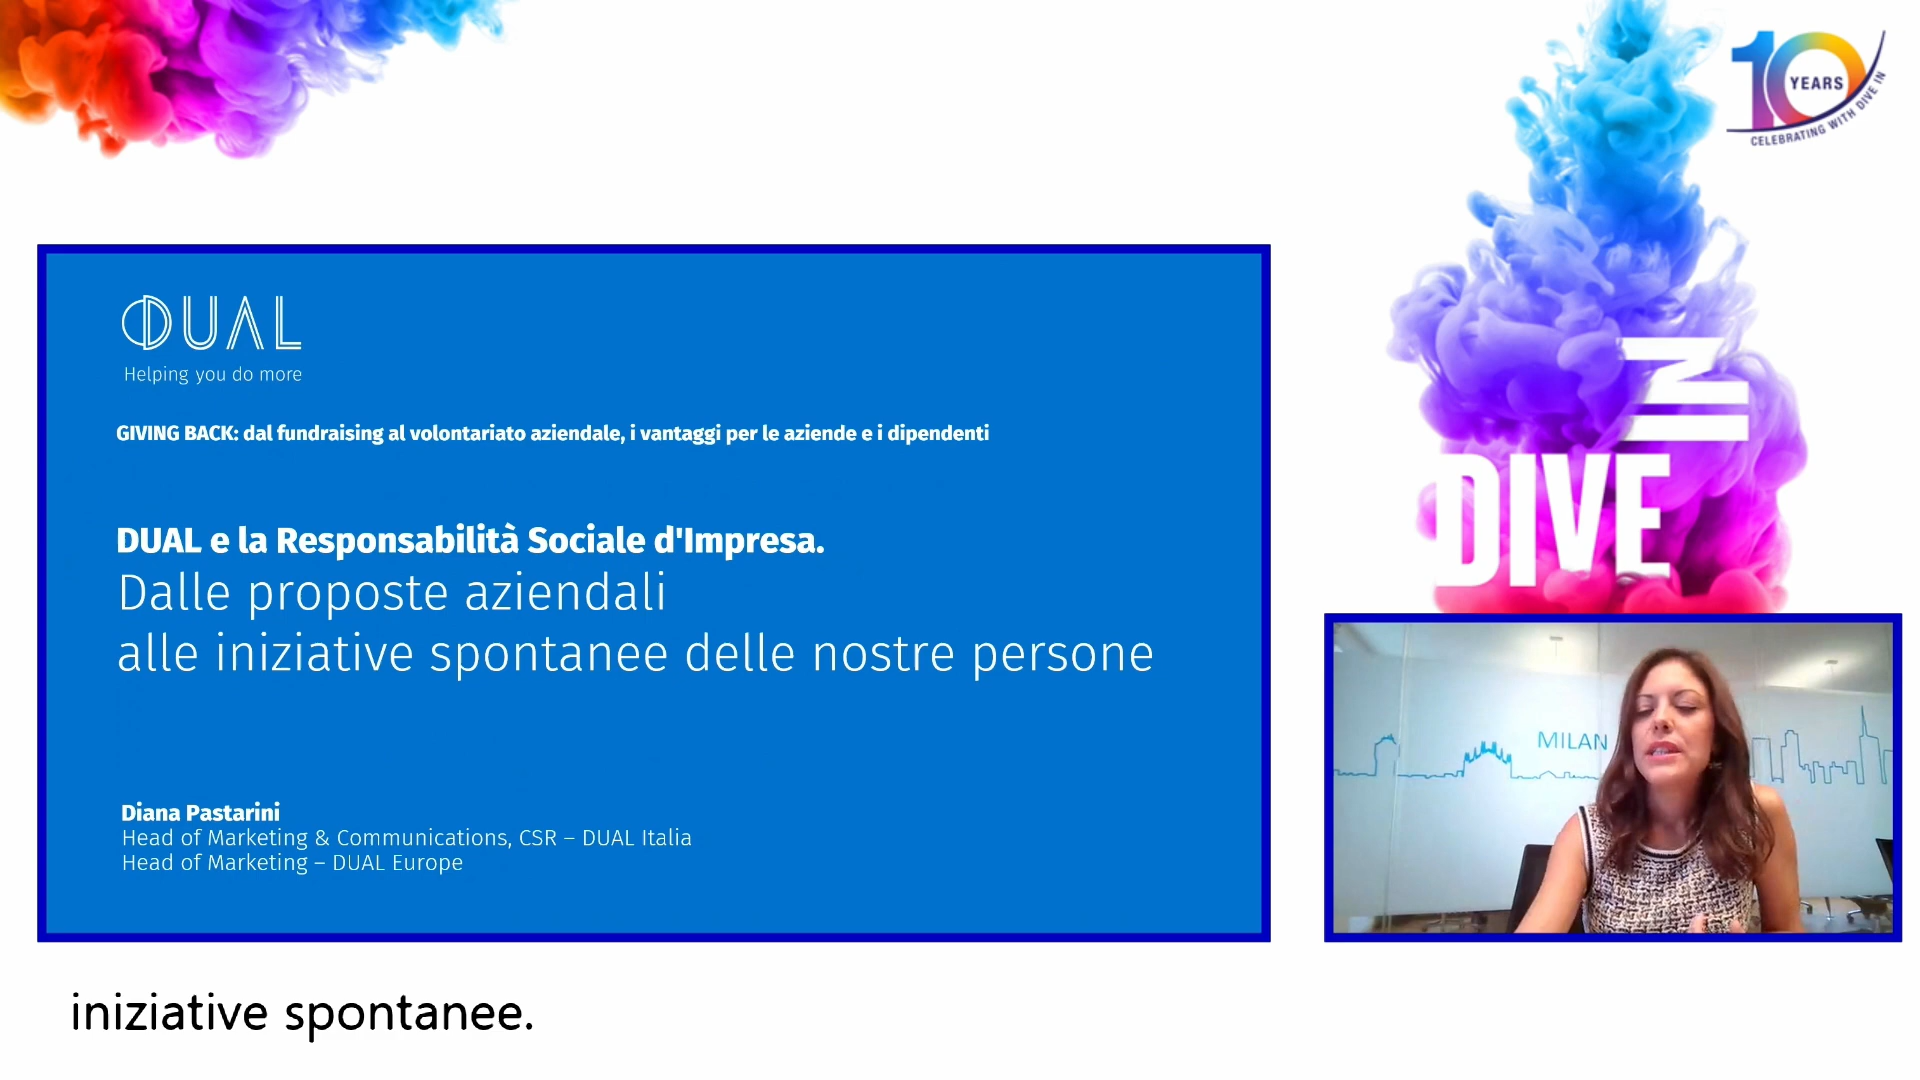 10 YEARS
CELEBRATING WITH DIVE IN
DUAL
Helping you do more
GIVING BACK: dal fundraising al volontariato aziendale, i vantaggi per le aziende e i dipendenti
DUAL e la Responsabilità Sociale d'Impresa.
Dalle proposte aziendali
alle iniziative spontanee delle nostre persone
Diana Pastarini
Head of Marketing & Communications, CSR – DUAL Italia
Head of Marketing – DUAL Europe
DIVE IN
MILAN
iniziative spontanee.